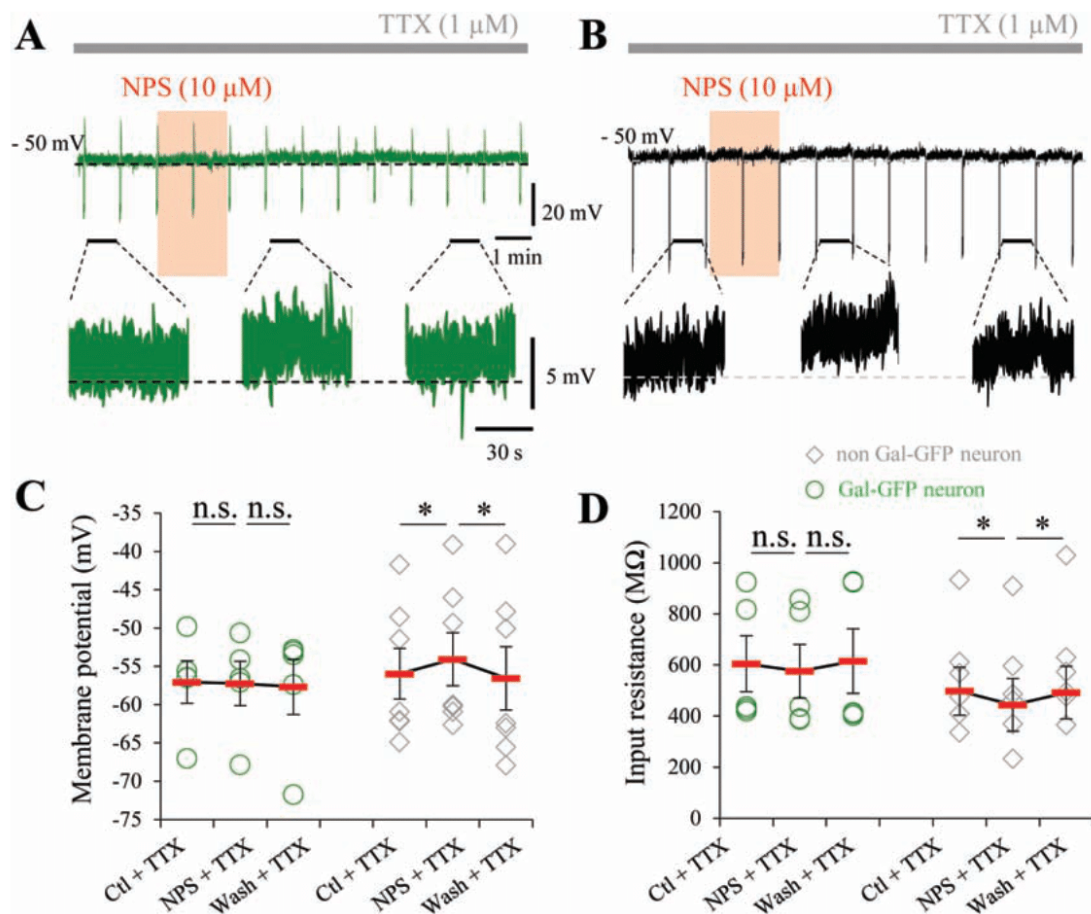 A
TTX (1 µM)
NPS (10 µM)
- 50 mV
20 mV
1 min
5 mV
30 s
B
TTX (1 µM)
NPS (10 µM)
- 50 mV
non Gal-GFP neuron
Gal-GFP neuron
C
Membrane potential (mV)
-35
-40
-45
-50
-55
-60
-65
-70
-75
n.s. n.s.
* *
Ctl + TTX
NPS + TTX
Wash + TTX
Ctl + TTX
NPS + TTX
Wash + TTX
D
Input resistance (MΩ)
1200
1000
800
600
400
200
0
n.s. n.s.
* *
Ctl + TTX
NPS + TTX
Wash + TTX
Ctl + TTX
NPS + TTX
Wash + TTX